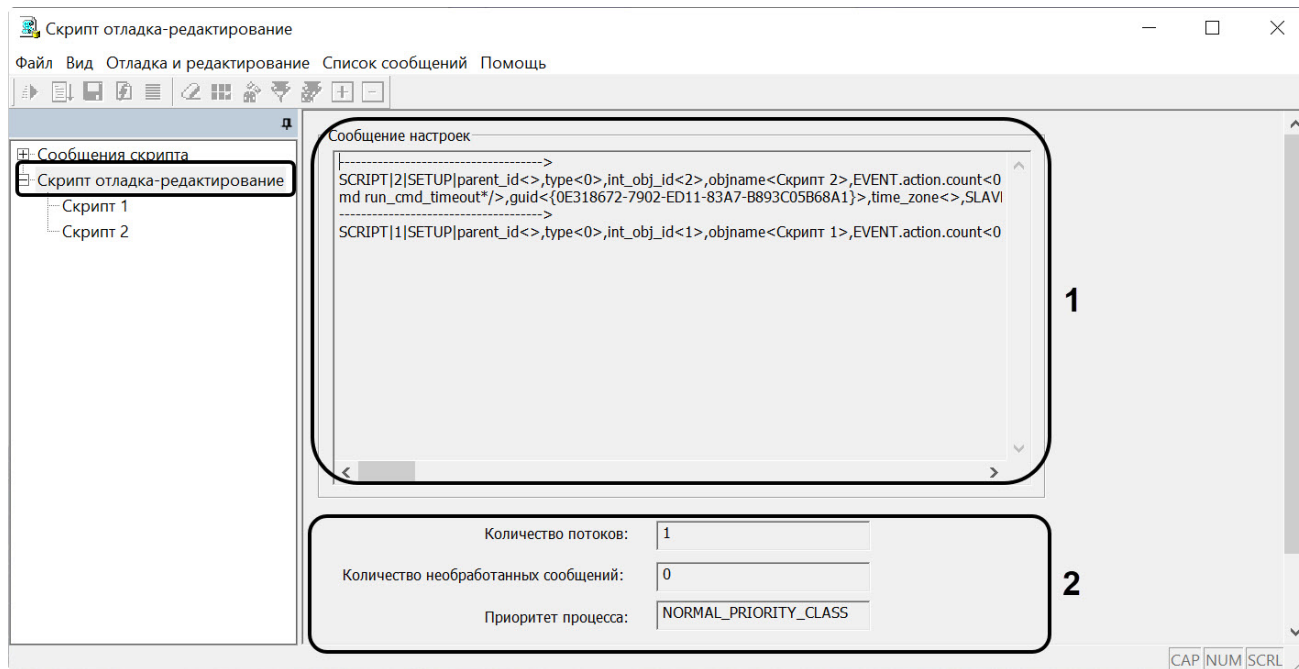 Скрипт отладка-редактирование
Файл Вид Отладка и редактирование Список сообщений Помощь
Сообщения скрипта
Скрипт отладка-редактирование
Скрипт 1
Скрипт 2
Сообщение настроек
------------------------------------>
SCRIPT|2|SETUP|parent_id<>,type<0>,int_obj_id<2>,objname<Скрипт 2>,EVENT.action.count<0
md run_cmd_timeout*/>,guid<{0E318672-7902-ED11-83A7-B893C05B68A1}>,time_zone<>,SLAVI
------------------------------------>
SCRIPT|1|SETUP|parent_id<>,type<0>,int_obj_id<1>,objname<Скрипт 1>,EVENT.action.count<0
1
Количество потоков: 1
Количество необработанных сообщений: 0
Приоритет процесса: NORMAL_PRIORITY_CLASS
2
CAP NUM SCRL